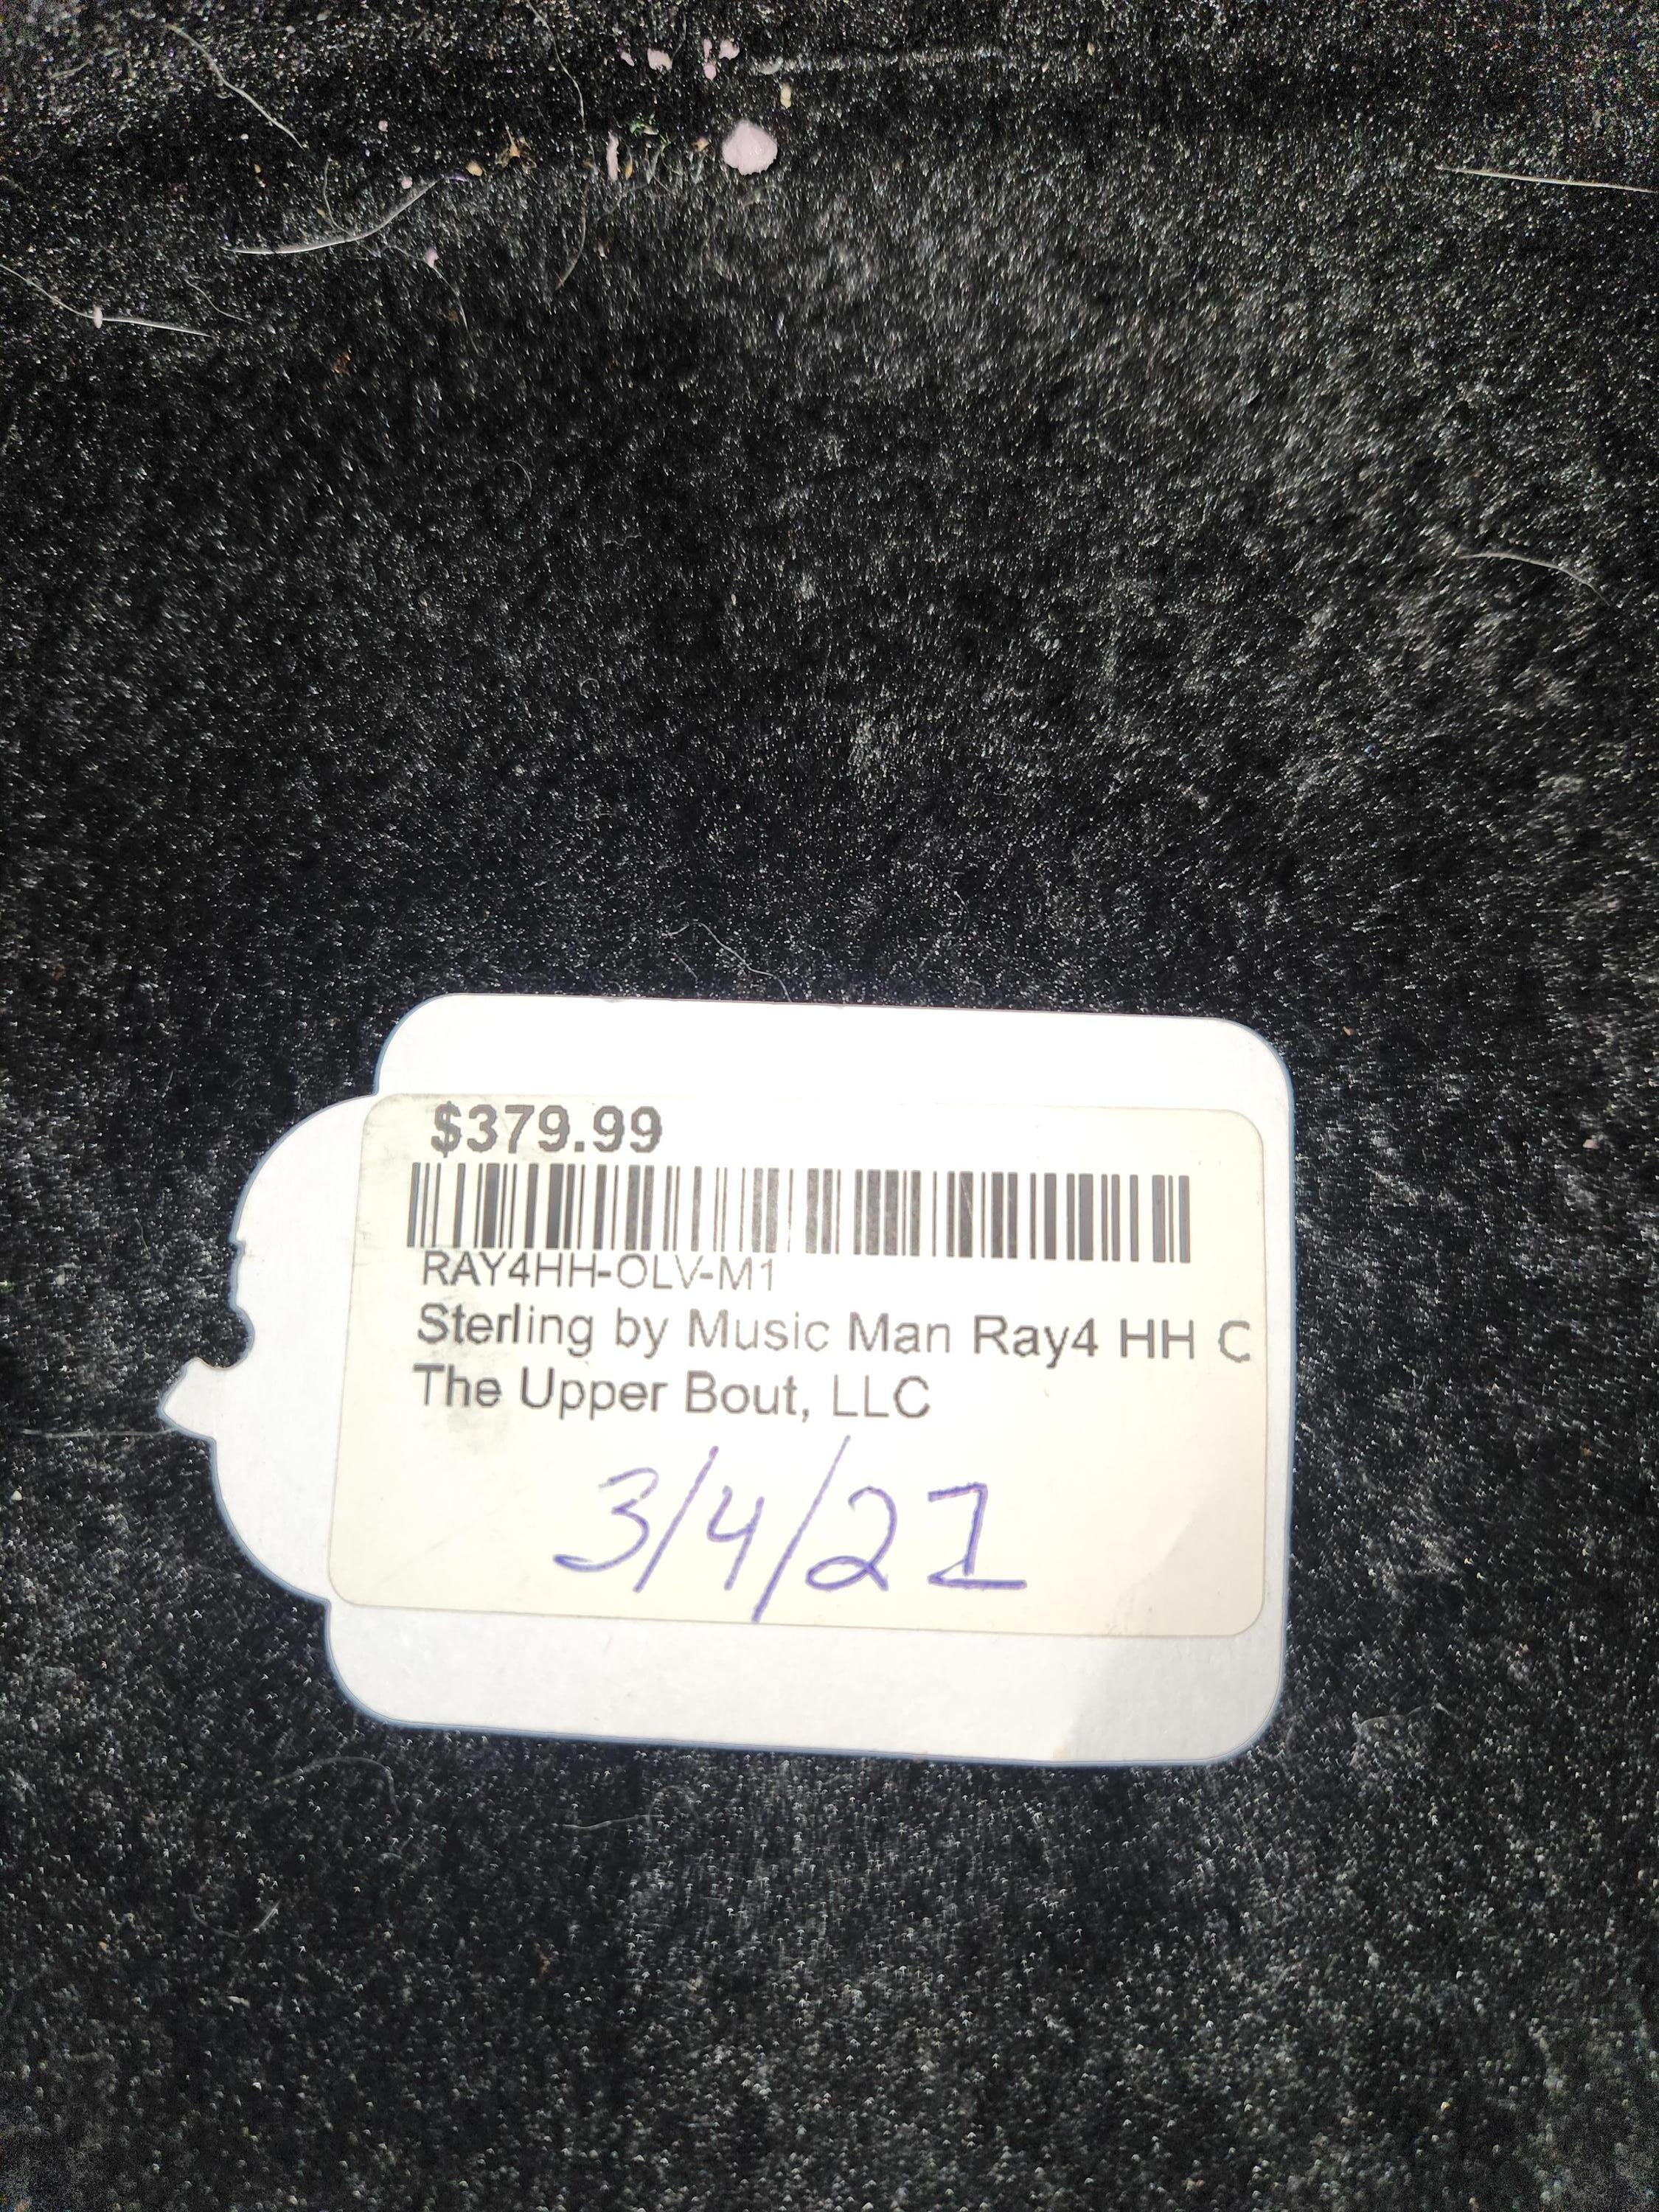 $379.99
RAY4HH-OLV-M1
Sterling by Music Man Ray4 HH C
The Upper Bout, LLC
3/4/21